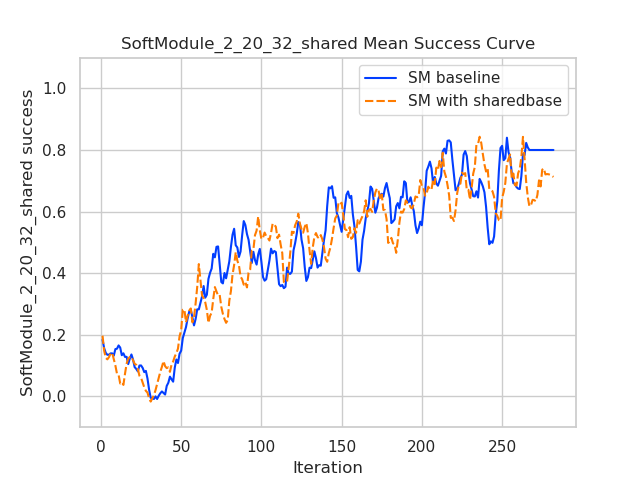 SoftModule_2_20_32_shared Mean Success Curve
SoftModule_2_20_32_shared success
1.0
0.8
0.6
0.4
0.2
0.0
SM baseline
SM with sharedbase
0 50 100 150 200 250
Iteration